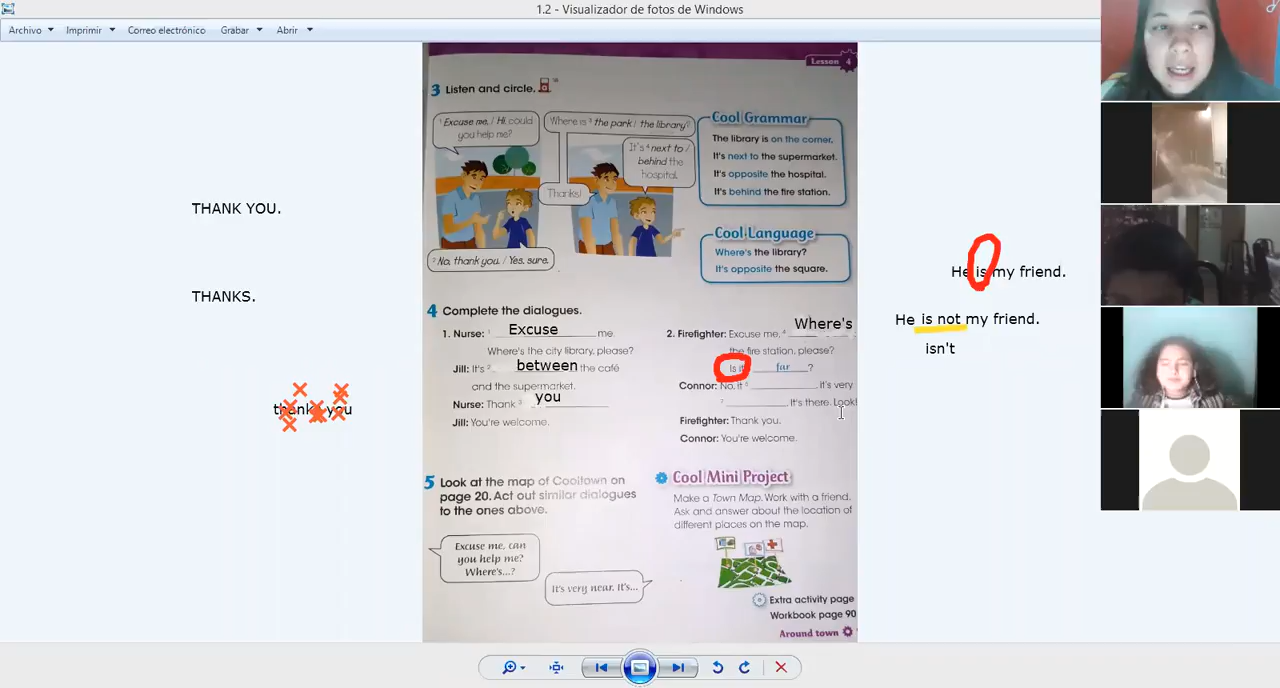 1.2 - Visualizador de fotos de Windows
Archivo Imprimir Correo electrónico Grabar Abrir
Lesson 4
3 Listen and circle.
1 Excuse me. / Hi, could
you help me?
Where is 3 the park / the library?
It's 4 next to /
behind the
hospital.
Thanks!
2 No, thank you. / Yes, sure.
Cool Grammar
The library is on the corner.
It's next to the supermarket.
It's opposite the hospital.
It's behind the fire station.
Cool Language
Where's the library?
It's opposite the square.
THANK YOU.
THANKS.
thank you
He is my friend.
He is not my friend.
isn't
4 Complete the dialogues.
1. Nurse: 1 Excuse me.
Where's the city library, please?
Jill: It's 2 between the café
and the supermarket.
Nurse: Thank 3 you
Jill: You're welcome.
2. Firefighter: Excuse me, 4 Where's
the fire station, please?
Is it far ?
Connor: No, it 6 , it's very
7 . It's there. Look!
Firefighter: Thank you.
Connor: You're welcome.
5 Look at the map of Cooltown on
page 20. Act out similar dialogues
to the ones above.
Excuse me, can
you help me?
Where's...?
It's very near. It's...
Cool Mini Project
Make a Town Map. Work with a friend.
Ask and answer about the location of
different places on the map.
Extra activity page
Workbook page 90
Around town